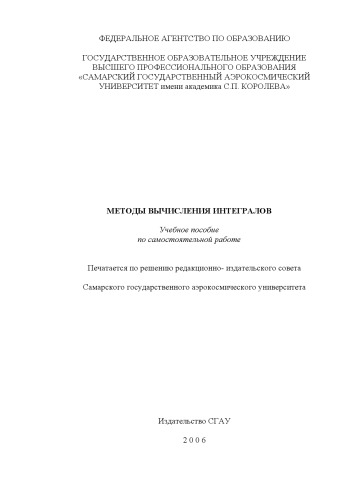 ФЕДЕРАЛЬНОЕ АГЕНТСТВО ПО ОБРАЗОВАНИЮ
ГОСУДАРСТВЕННОЕ ОБРАЗОВАТЕЛЬНОЕ УЧРЕЖДЕНИЕ
ВЫСШЕГО ПРОФЕССИОНАЛЬНОГО ОБРАЗОВАНИЯ
«САМАРСКИЙ ГОСУДАРСТВЕННЫЙ АЭРОКОСМИЧЕСКИЙ
УНИВЕРСИТЕТ имени академика С.П. КОРОЛЕВА»
МЕТОДЫ ВЫЧИСЛЕНИЯ ИНТЕГРАЛОВ
Учебное пособие
по самостоятельной работе
Печатается по решению редакционно- издательского совета
Самарского государственного аэрокосмического университета
Издательство СГАУ
2 0 0 6